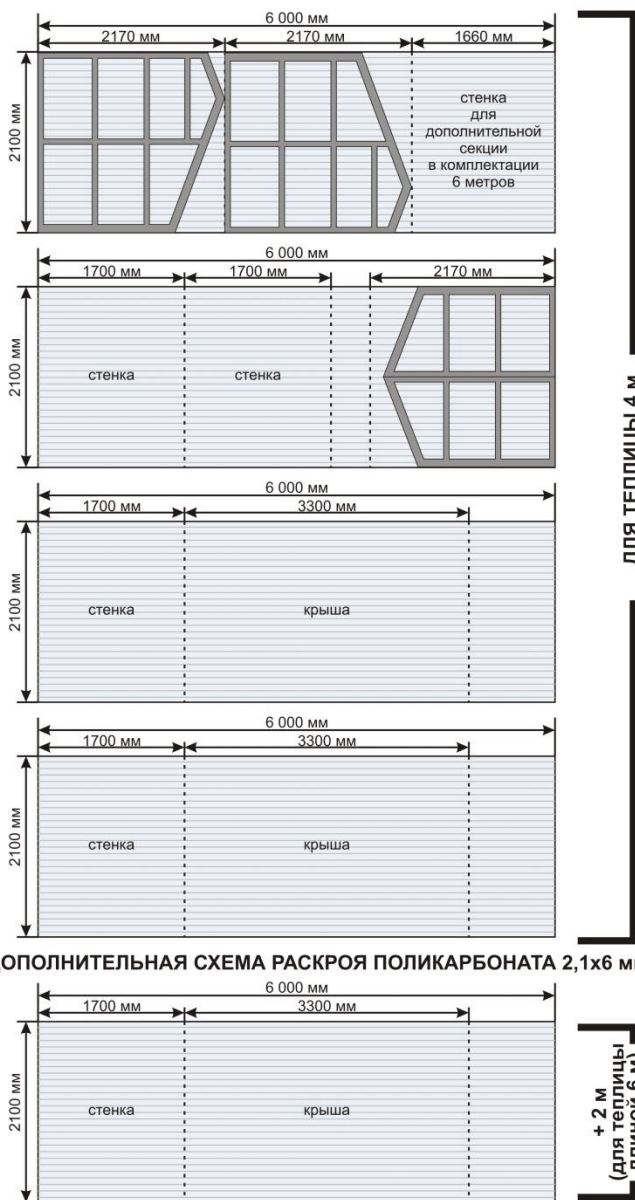 6 000 мм
2170 мм 2170 мм 1660 мм
2100 мм
стенка
для
дополнительной
секции
в комплектации
6 метров
6 000 мм
1700 мм 1700 мм 2170 мм
2100 мм
стенка стенка
ДЛЯ ТЕПЛИЦЫ 4 м
6 000 мм
1700 мм 3300 мм
2100 мм
стенка крыша
6 000 мм
1700 мм 3300 мм
2100 мм
стенка крыша
ДОПОЛНИТЕЛЬНАЯ СХЕМА РАСКРОЯ ПОЛИКАРБОНАТА 2,1х6 м
6 000 мм
1700 мм 3300 мм
2100 мм
стенка крыша
+ 2 м
(для теплицы
длиной 6 м)